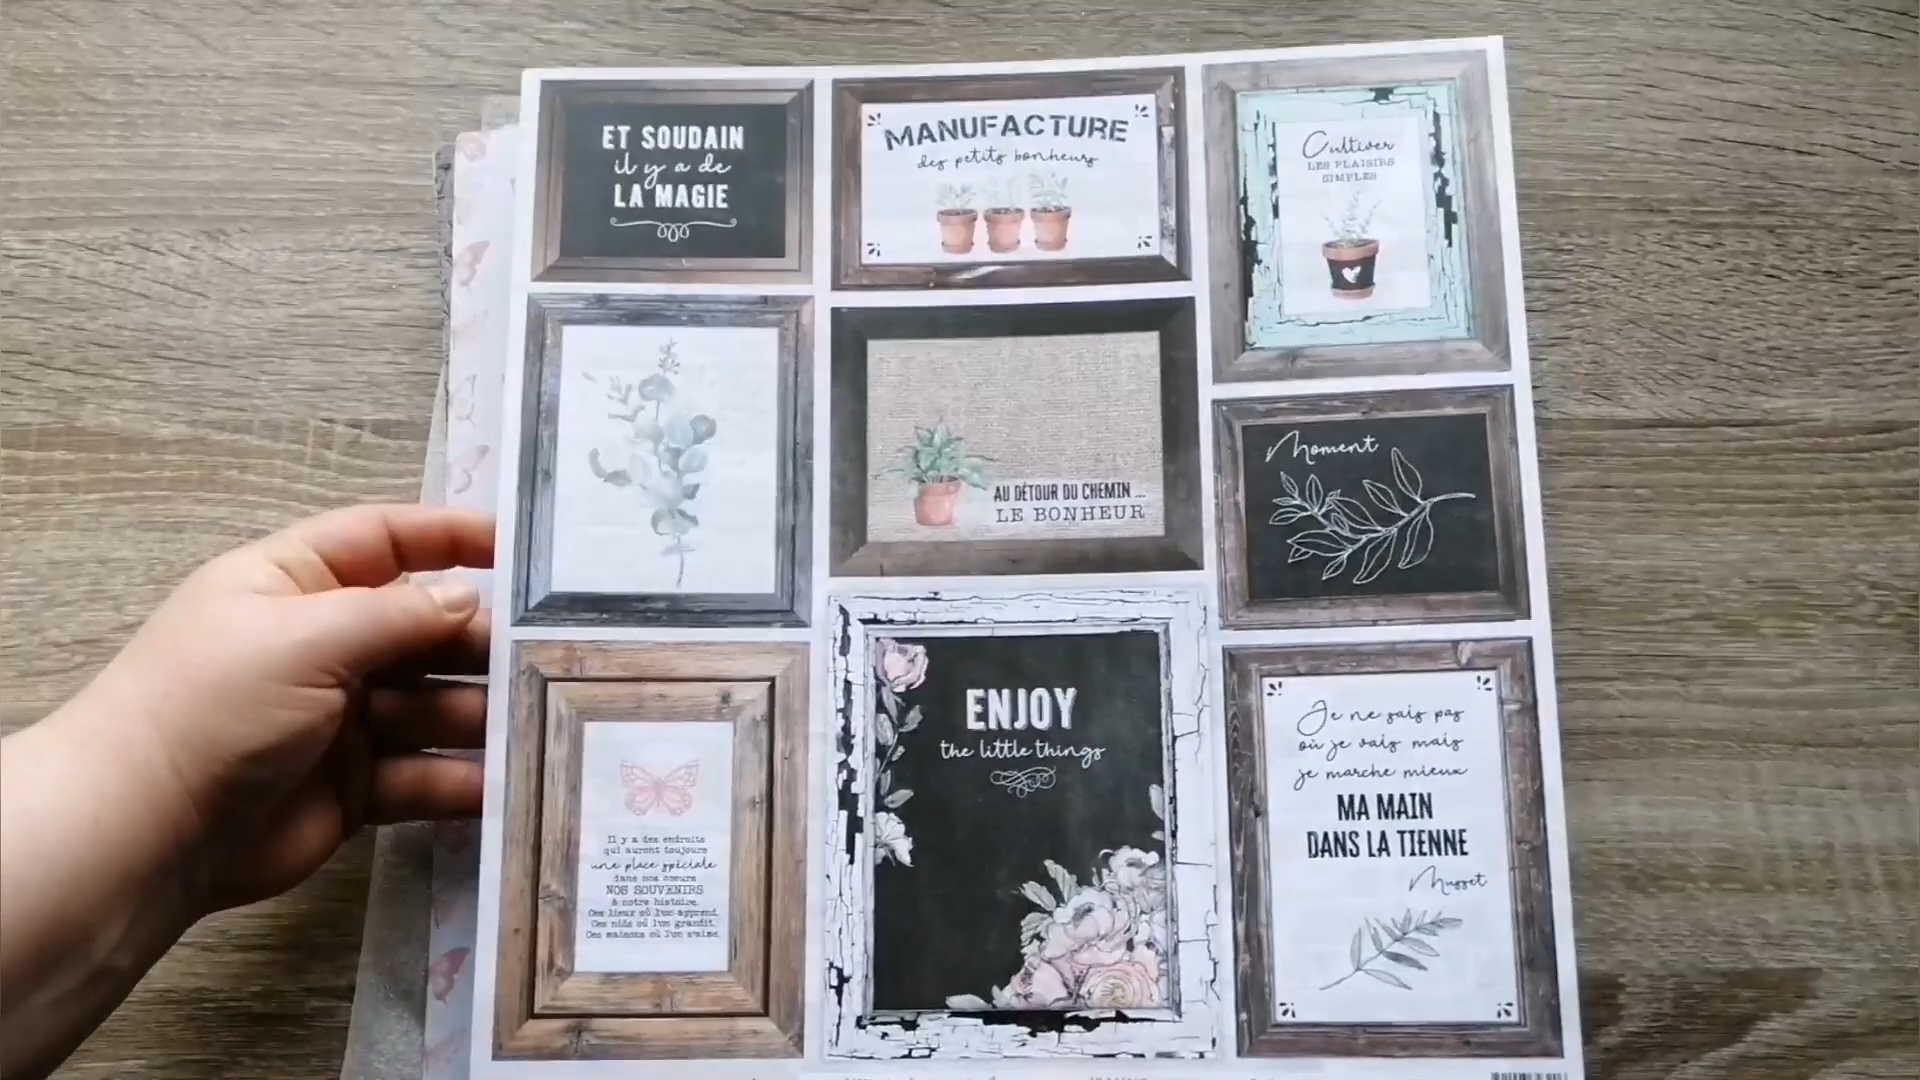 ET SOUDAIN
il y a de
LA MAGIE
MANUFACTURE
des petits bonheurs
Cultiver
LES PLAISIRS
SIMPLES
AU DÉTOUR DU CHEMIN ...
LE BONHEUR
Moment
Il y a des endroits
qui auront toujours
une place spéciale
dans nos coeurs
NOS SOUVENIRS
& notre histoire.
Ces lieux où l'on apprend.
Ces nids où l'on grandit.
Ces maisons où l'on s'aime.
ENJOY
the little things
Je ne sais pas
où je vais mais
je marche mieux
MA MAIN
DANS LA TIENNE
Musset